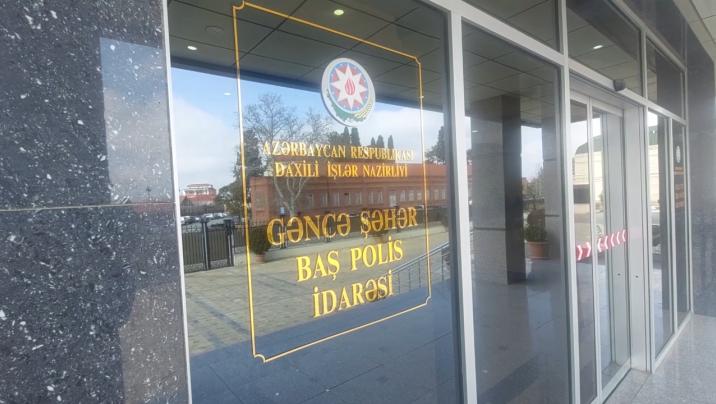 AZƏRBAYCAN RESPUBLİKASI
DAXİLİ İŞLƏR NAZİRLİYİ
GƏNCƏ ŞƏHƏR
BAŞ POLİS
İDARƏSİ